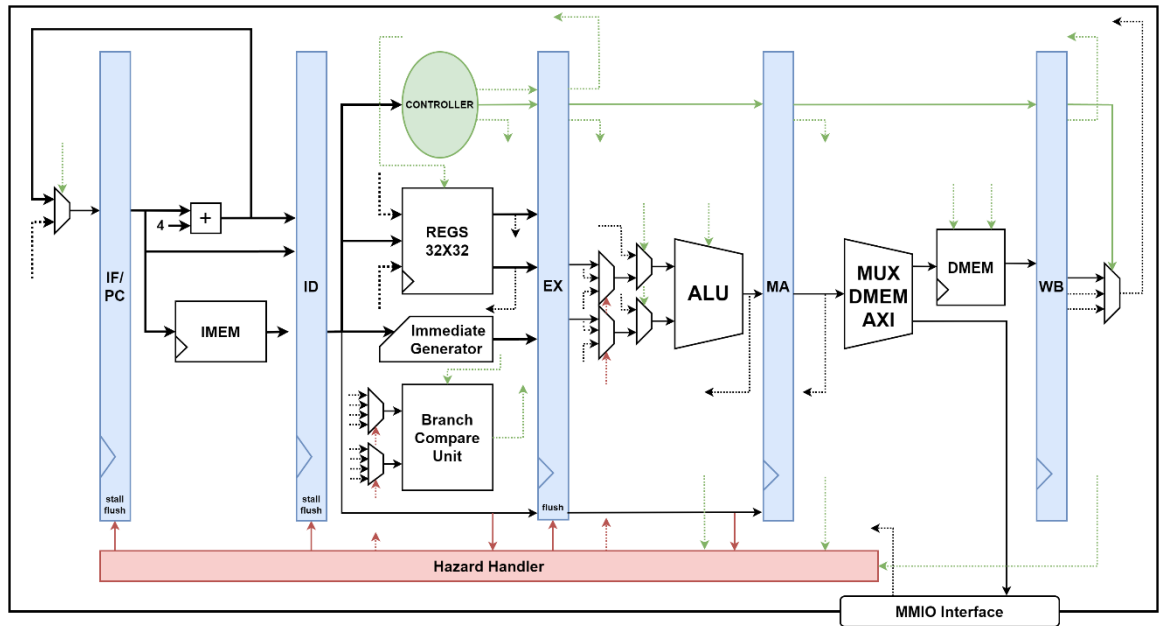 CONTROLLER
4
+
REGS
32X32
IF/
PC
ID
EX
MA
WB
ALU
MUX
DMEM
AXI
DMEM
IMEM
Immediate
Generator
Branch
Compare
Unit
stall
flush
stall
flush
flush
Hazard Handler
MMIO Interface